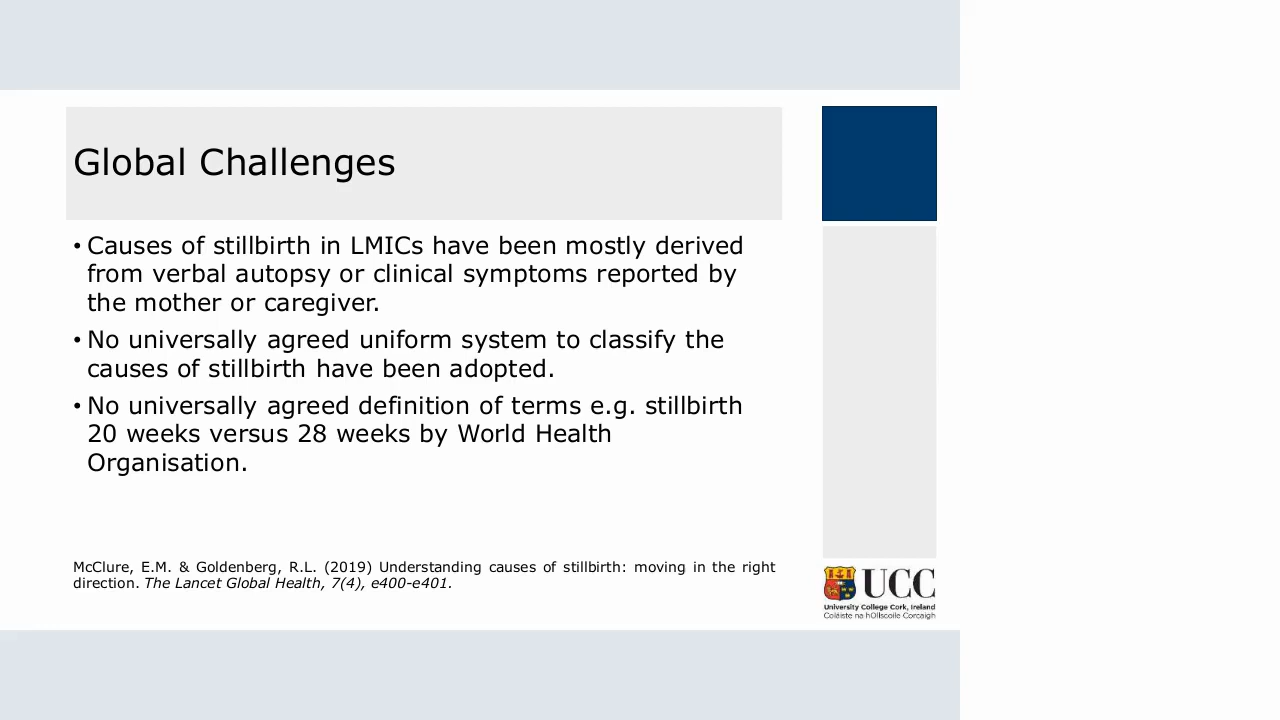 Global Challenges
• Causes of stillbirth in LMICs have been mostly derived
from verbal autopsy or clinical symptoms reported by
the mother or caregiver.
• No universally agreed uniform system to classify the
causes of stillbirth have been adopted.
• No universally agreed definition of terms e.g. stillbirth
20 weeks versus 28 weeks by World Health
Organisation.
McClure, E.M. & Goldenberg, R.L. (2019) Understanding causes of stillbirth: moving in the right
direction. The Lancet Global Health, 7(4), e400-e401.
UCC
University College Cork, Ireland
Coláiste na hOllscoile Corcaigh